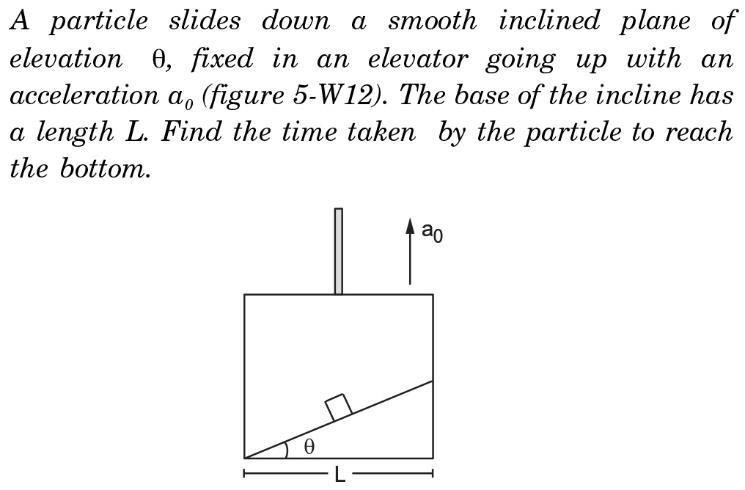 A particle slides down a smooth inclined plane of
elevation θ, fixed in an elevator going up with an
acceleration a₀ (figure 5-W12). The base of the incline has
a length L. Find the time taken by the particle to reach
the bottom.
a₀
θ
L